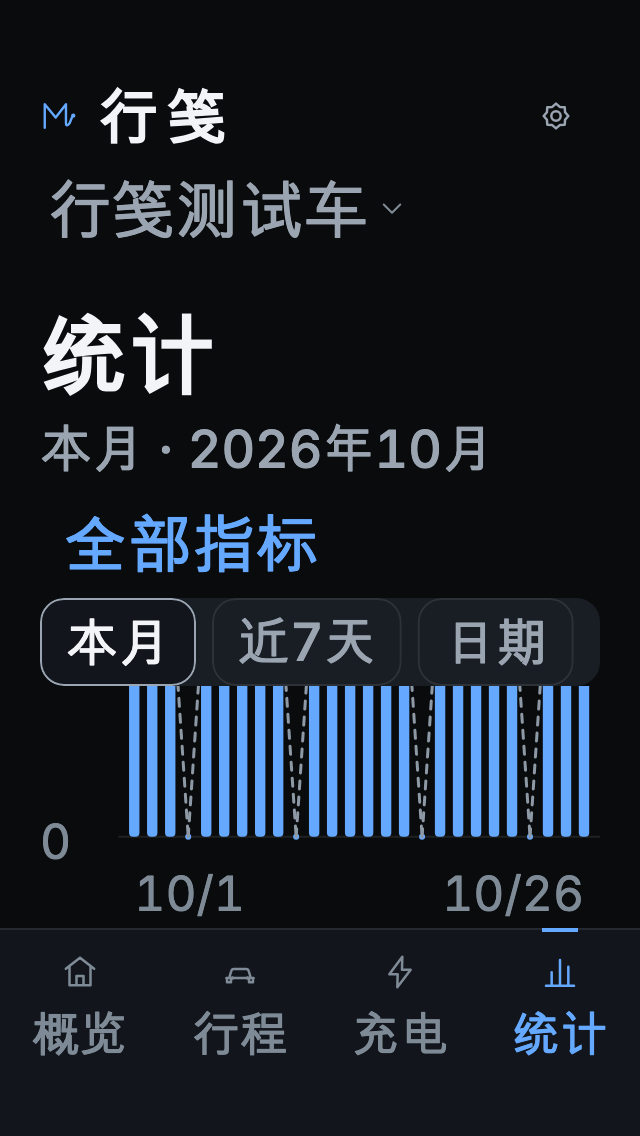 行笺
行笺测试车
统计
本月 · 2026年10月
全部指标
本月 近7天 日期
0
10/1 10/26
概览 行程 充电 统计